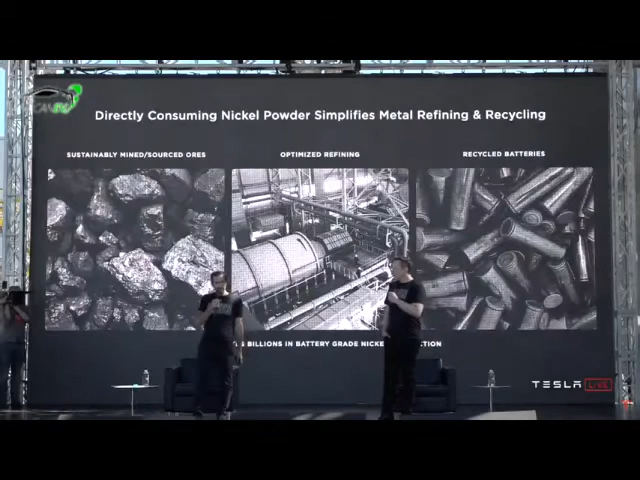 Directly Consuming Nickel Powder Simplifies Metal Refining & Recycling
SUSTAINABLY MINED/SOURCED ORES
OPTIMIZED REFINING
RECYCLED BATTERIES
BILLIONS IN BATTERY GRADE NICKEL
TESLA LIVE